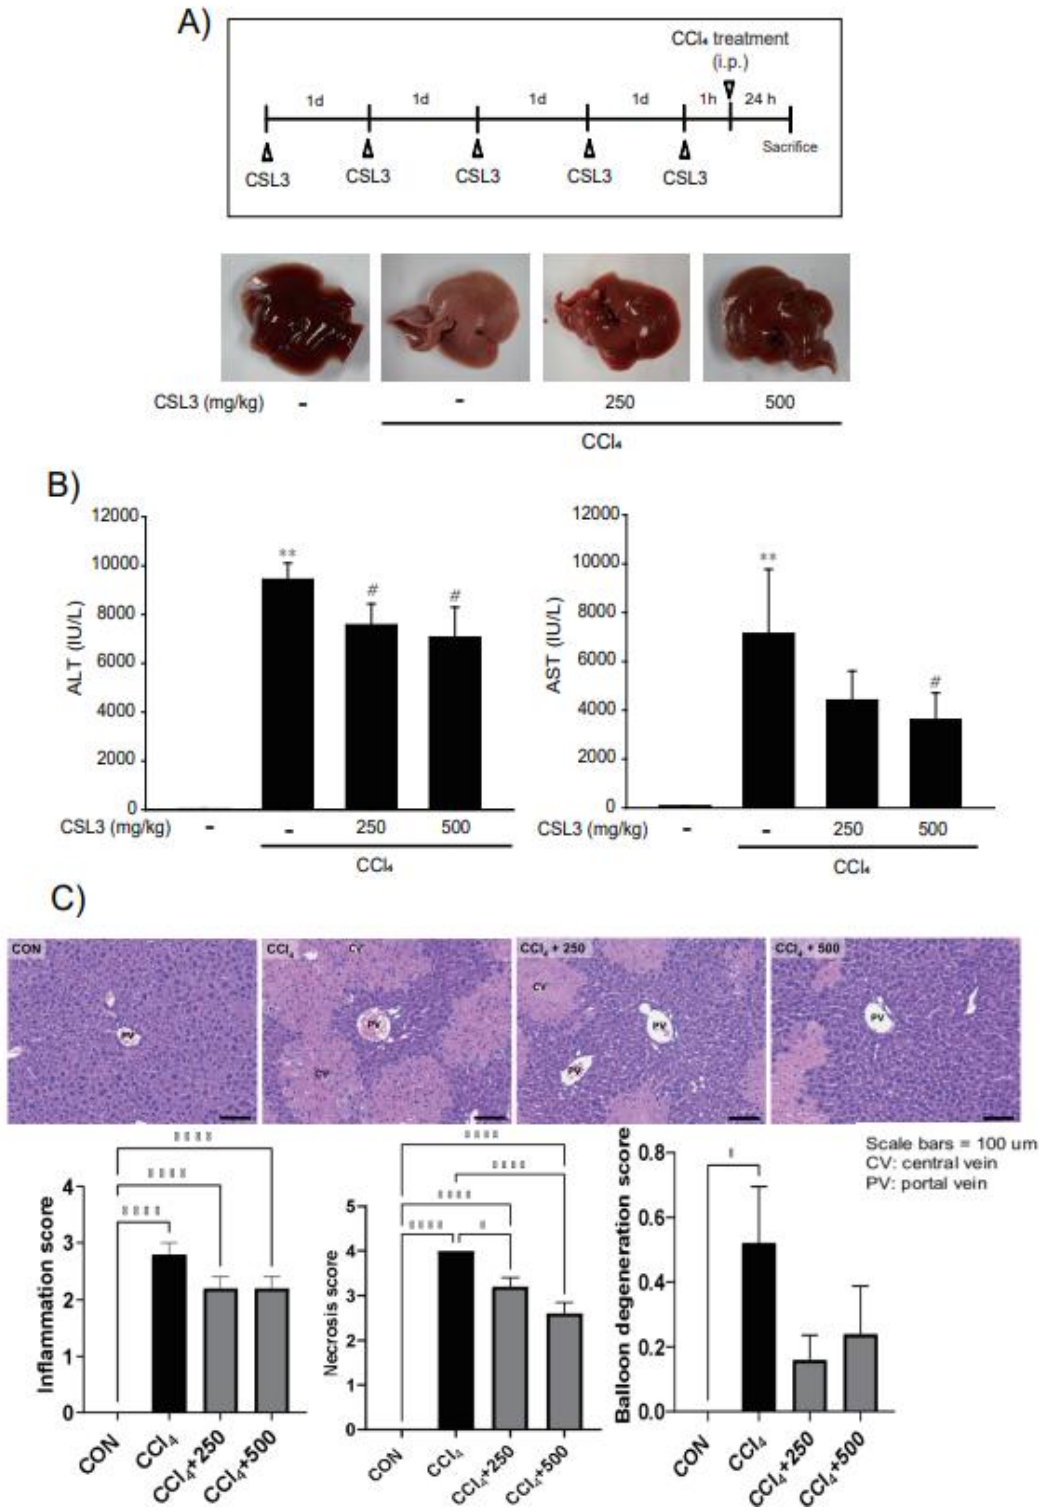 A)
CCl₄ treatment
(i.p.)
1d 1d 1d 1d 1h 24 h
Sacrifice
CSL3 CSL3 CSL3 CSL3 CSL3
CSL3 (mg/kg) - - 250 500
CCl₄
B)
12000
10000
8000
6000
4000
2000
0
ALT (IU/L)
**
#
#
CSL3 (mg/kg) - - 250 500
CCl₄
12000
10000
8000
6000
4000
2000
0
AST (IU/L)
**
#
CSL3 (mg/kg) - - 250 500
CCl₄
C)
CON
PV
CCl₄
CV
PV
CV
CCl₄ + 250
CV
PV
PV
CCl₄ + 500
PV
Scale bars = 100 um
CV: central vein
PV: portal vein
Inflammation score
4
3
2
1
0
CON
CCl₄
CCl₄+250
CCl₄+500
Necrosis score
5
4
3
2
1
0
CON
CCl₄
CCl₄+250
CCl₄+500
Balloon degeneration score
0.8
0.6
0.4
0.2
0.0
CON
CCl₄
CCl₄+250
CCl₄+500